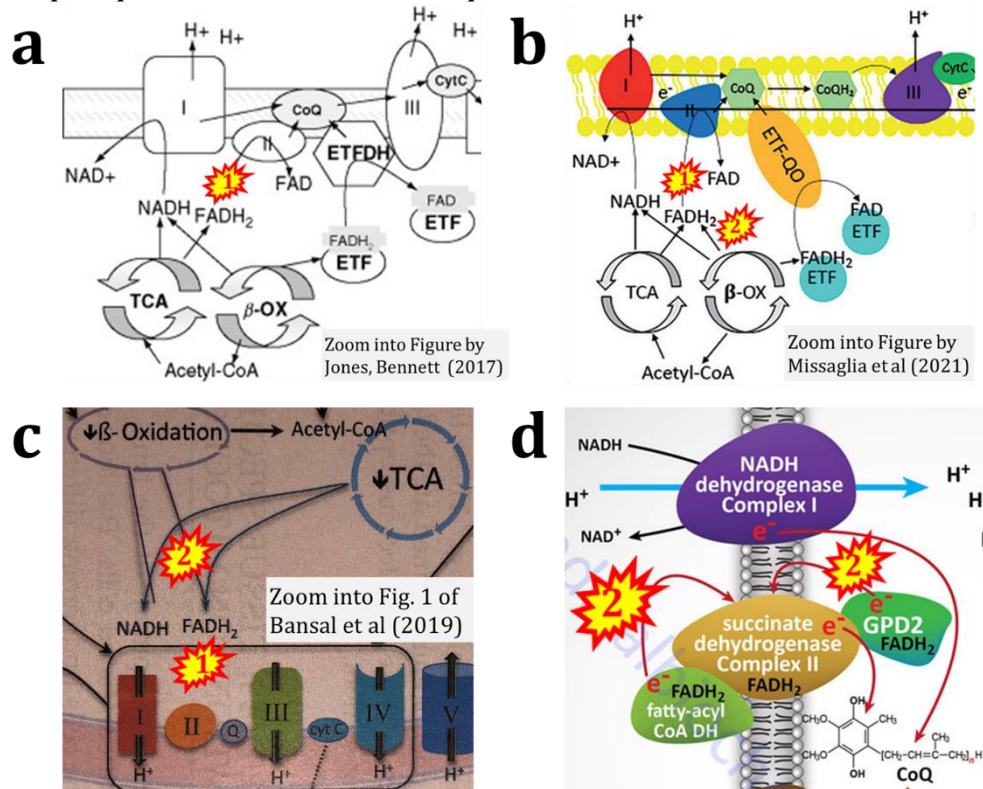 a
H+
H+
H+
I
CoQ
III
CytC
II
ETFDH
NAD+
1
FAD
NADH
FADH₂
FAD
ETF
FADH₂
ETF
TCA
β-OX
Acetyl-CoA
Zoom into Figure by
Jones, Bennett (2017)
b
H⁺
H⁺
I
e⁻
CoQ
CoQH₂
III
e⁻
CytC
II
ETF-QO
NAD+
1
FAD
NADH
FADH₂
2
FAD
ETF
FADH₂
ETF
TCA
β-OX
Acetyl-CoA
Zoom into Figure by
Missaglia et al (2021)
c
ß- Oxidation
Acetyl-CoA
TCA
2
Zoom into Fig. 1 of
Bansal et al (2019)
NADH
FADH₂
1
I
II
Q
III
cyt C
IV
V
H⁺
H⁺
H⁺
d
NADH
NADH
dehydrogenase
Complex I
H⁺
H⁺
H
NAD⁺
e⁻
2
2
succinate
dehydrogenase
Complex II
FADH₂
e⁻
e⁻
GPD2
FADH₂
e⁻
FADH₂
fatty-acyl
CoA DH
OH
CH₃O
CH₃
CH₃O
OH
CH₃
[CH₂-CH=C-CH₂]n H
CoQ